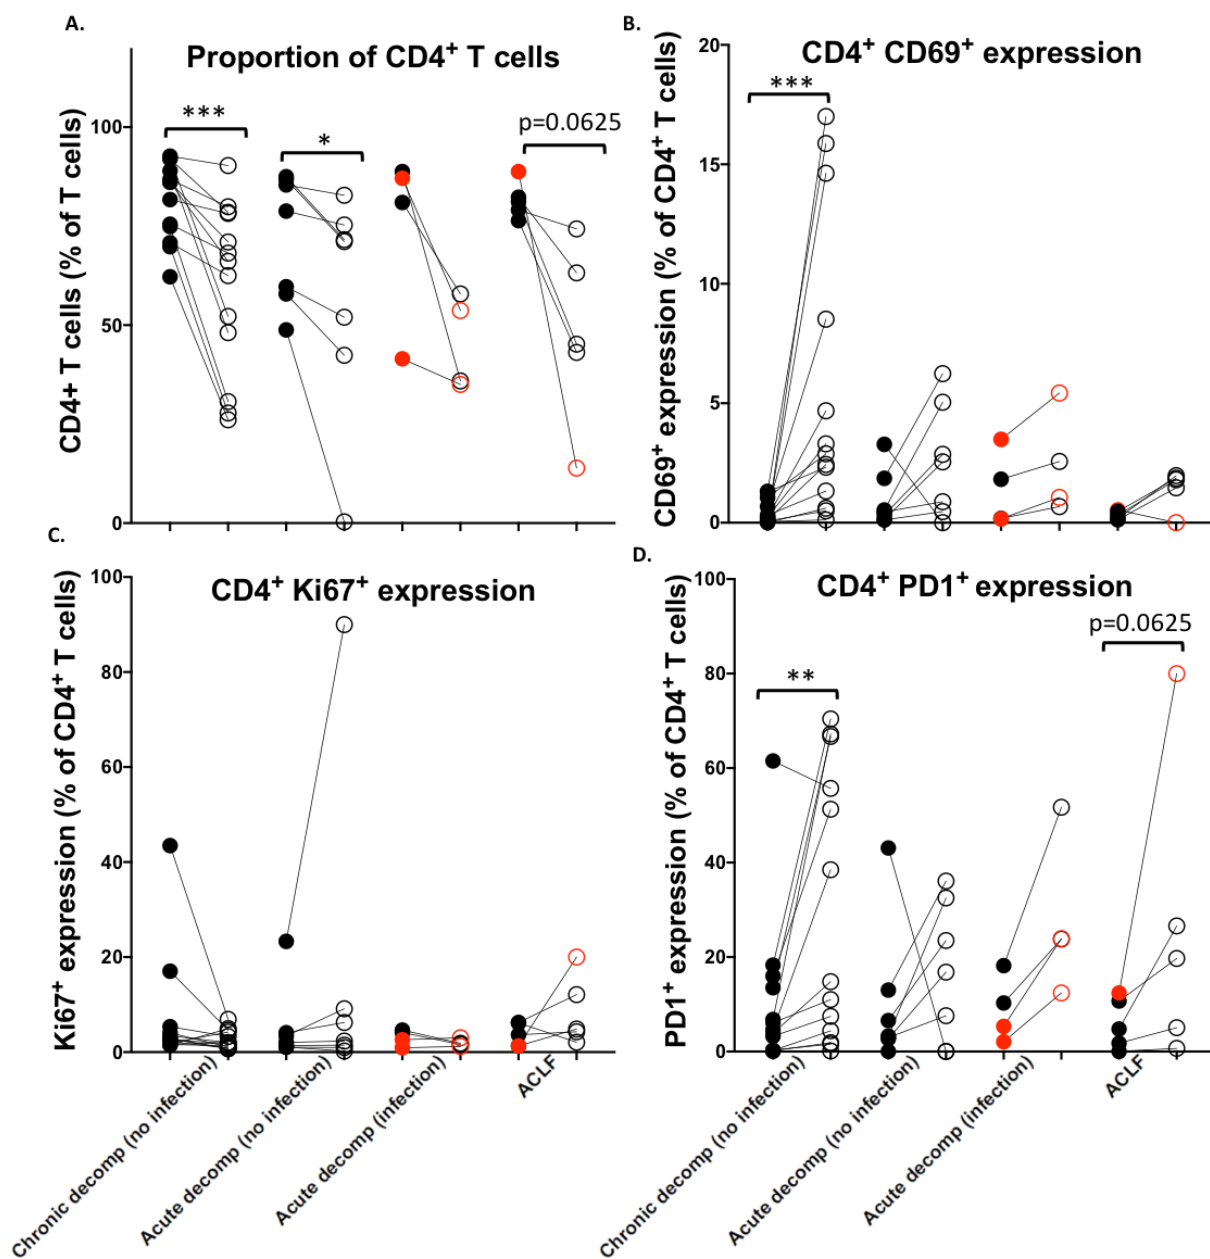 A.
Proportion of CD4⁺ T cells
CD4+ T cells (% of T cells)
100
50
0
***
*
p=0.0625
B.
CD4⁺ CD69⁺ expression
CD69⁺ expression (% of CD4⁺ T cells)
20
15
10
5
0
***
C.
CD4⁺ Ki67⁺ expression
Ki67⁺ expression (% of CD4⁺ T cells)
100
80
60
40
20
0
Chronic decomp (no infection)
Acute decomp (no infection)
Acute decomp (infection)
ACLF
D.
CD4⁺ PD1⁺ expression
PD1⁺ expression (% of CD4⁺ T cells)
100
80
60
40
20
0
**
p=0.0625
Chronic decomp (no infection)
Acute decomp (no infection)
Acute decomp (infection)
ACLF